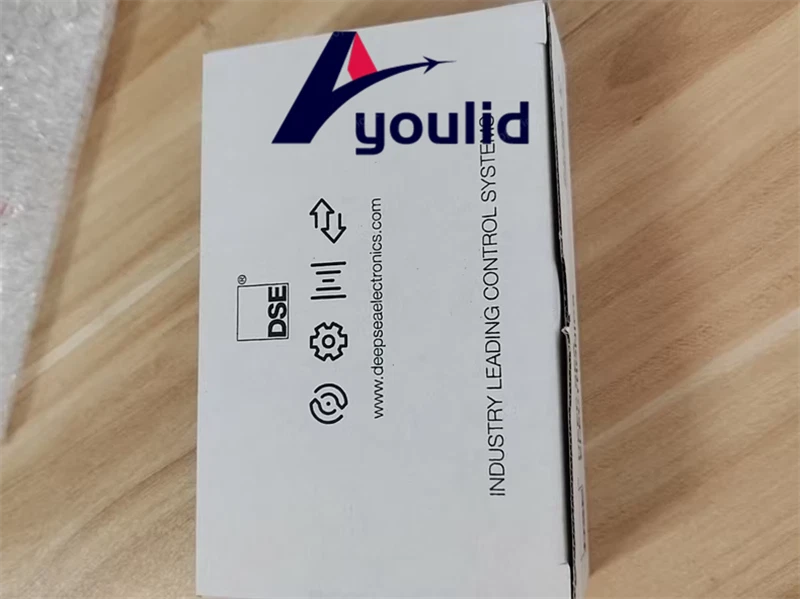 youlid
DSE
®
www.deepseaelectronics.com
INDUSTRY LEADING CONTROL SYSTEMS